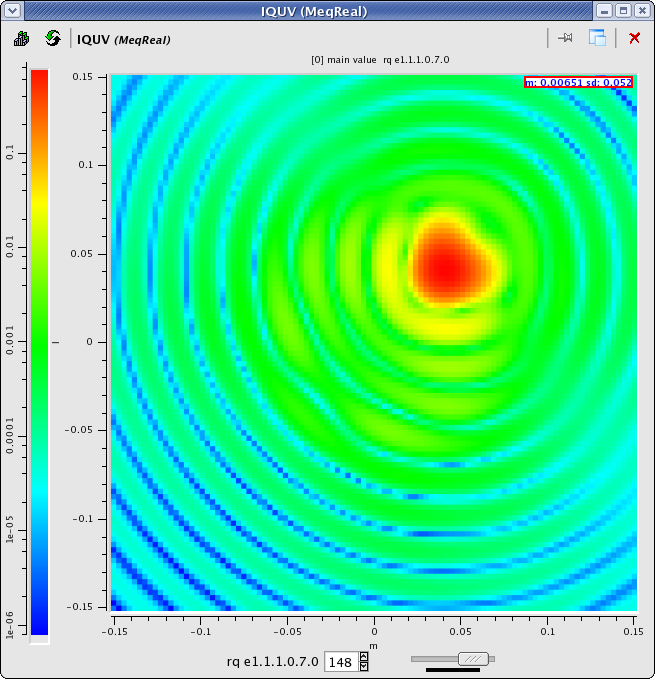 IQUV (MeqReal)
IQUV (MeqReal)
[0] main value rq e1.1.1.0.7.0
m: 0.00651 sd: 0.052
0.1
0.01
0.001
0.0001
1e-05
1e-06
0.15
0.1
0.05
0
-0.05
-0.1
-0.15
-0.15 -0.1 -0.05 0 0.05 0.1 0.15
m
rq e1.1.1.0.7.0 148